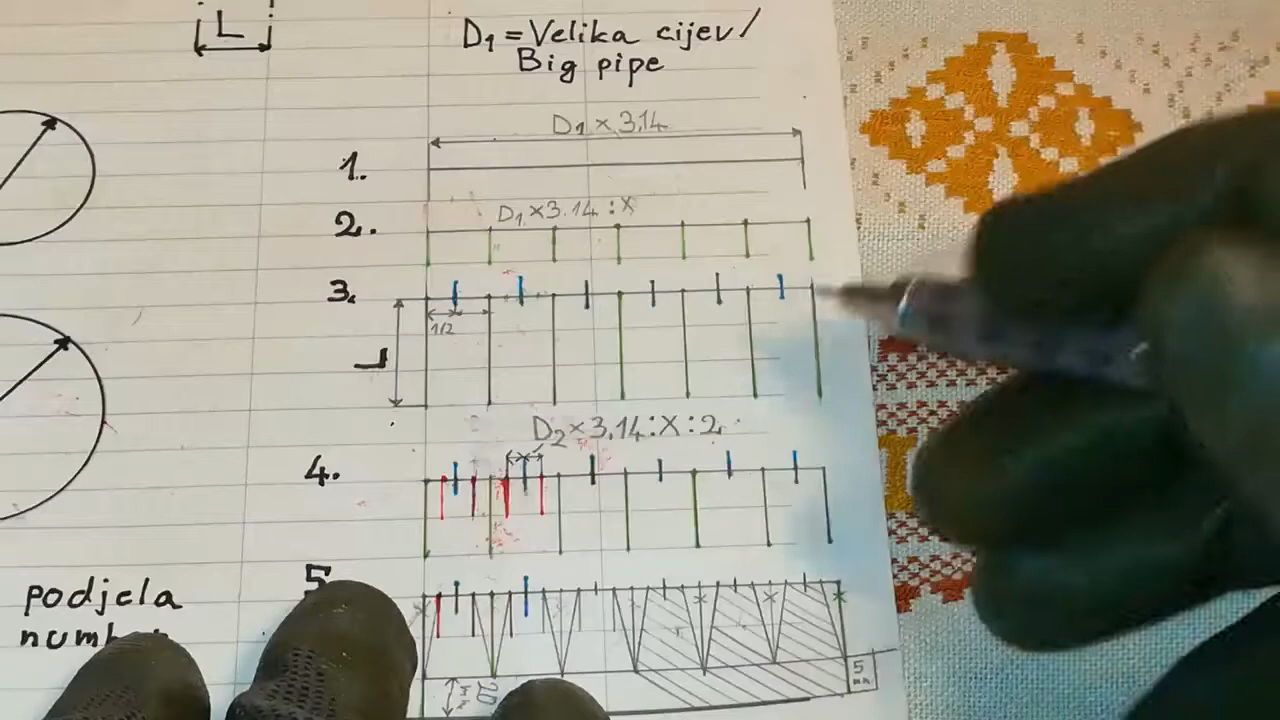 L
D1 = Velika cijev/
Big pipe
D1 x 3.14
1.
D1 x 3.14 : X
2.
3.
1/2
L
D2 x 3.14 : X : 2
4.
5
podjela
5
mm